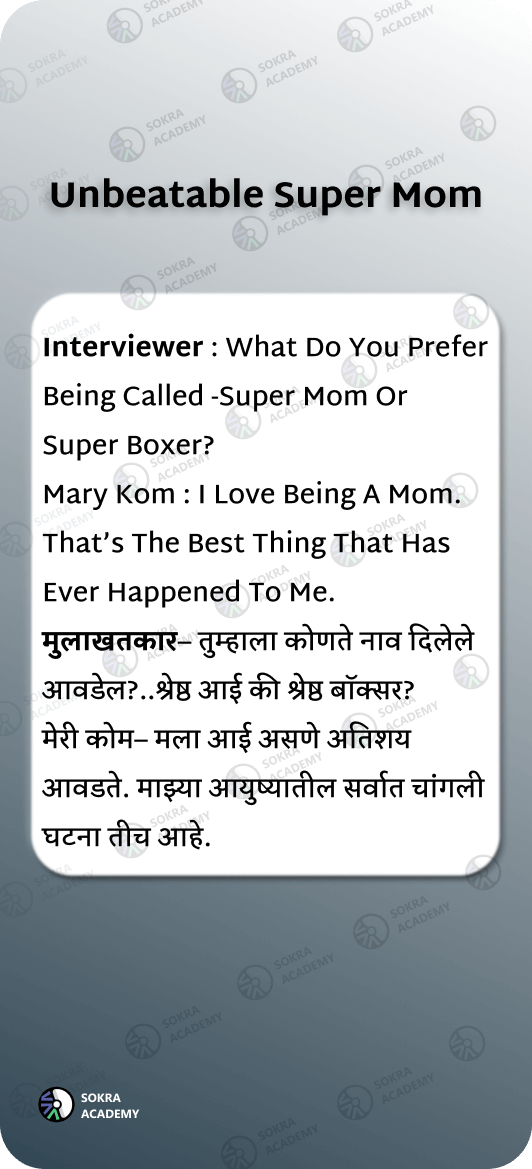 Unbeatable Super Mom
Interviewer : What Do You Prefer
Being Called -Super Mom Or
Super Boxer?
Mary Kom : I Love Being A Mom.
That’s The Best Thing That Has
Ever Happened To Me.
मुलाखतकार– तुम्हाला कोणते नाव दिलेले
आवडेल?..श्रेष्ठ आई की श्रेष्ठ बॉक्सर?
मेरी कोम– मला आई असणे अतिशय
आवडते. माझ्या आयुष्यातील सर्वात चांगली
घटना तीच आहे.
SOKRA
ACADEMY